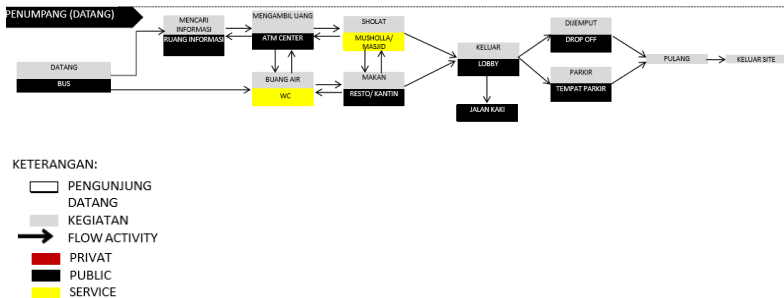 PENUMPANG (DATANG)
MENCARI
INFORMASI
RUANG INFORMASI
MENGAMBIL UANG
ATM CENTER
SHOLAT
MUSHOLLA/
MASJID
DATANG
BUS
BUANG AIR
WC
MAKAN
RESTO/ KANTIN
KELUAR
LOBBY
JALAN KAKI
DIJEMPUT
DROP OFF
PARKIR
TEMPAT PARKIR
PULANG
KELUAR SITE
KETERANGAN:
PENGUNJUNG
DATANG
KEGIATAN
FLOW ACTIVITY
PRIVAT
PUBLIC
SERVICE